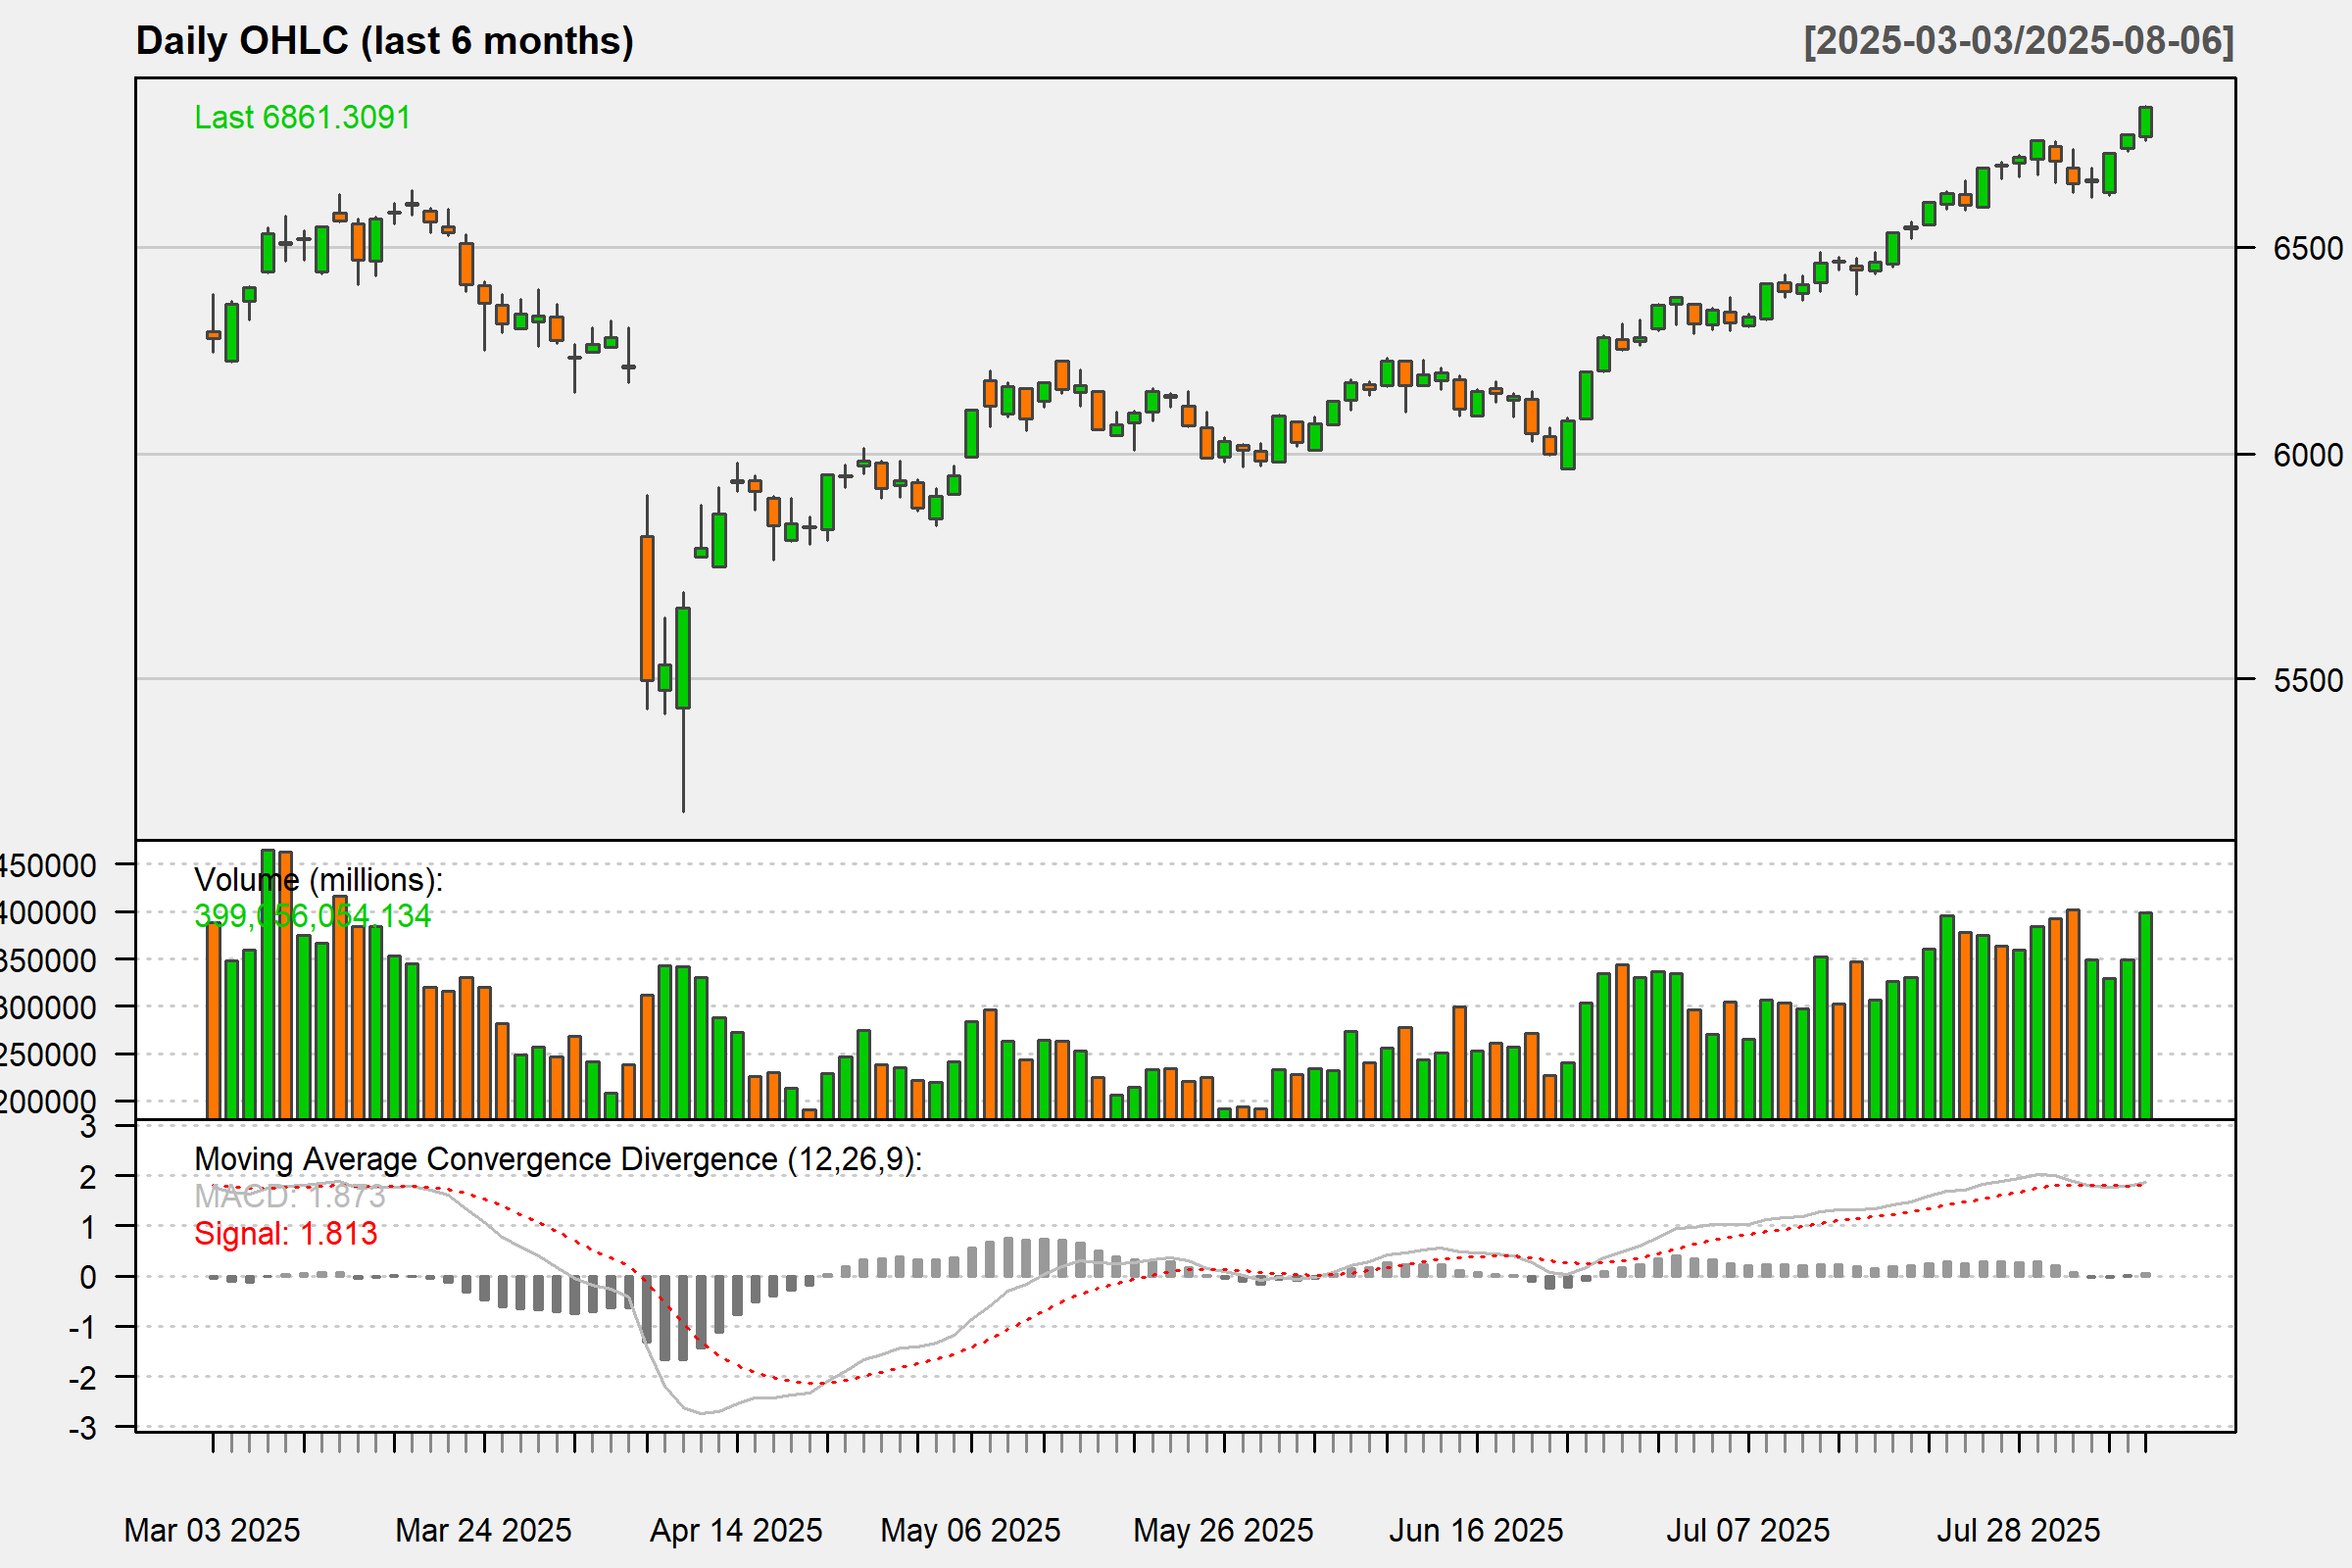 Daily OHLC (last 6 months)
[2025-03-03/2025-08-06]
Last 6861.3091
6500
6000
5500
Volume (millions):
399,056,054,134
450000
400000
350000
300000
250000
200000
Moving Average Convergence Divergence (12,26,9):
MACD: 1.873
Signal: 1.813
3
2
1
0
-1
-2
-3
Mar 03 2025
Mar 24 2025
Apr 14 2025
May 06 2025
May 26 2025
Jun 16 2025
Jul 07 2025
Jul 28 2025